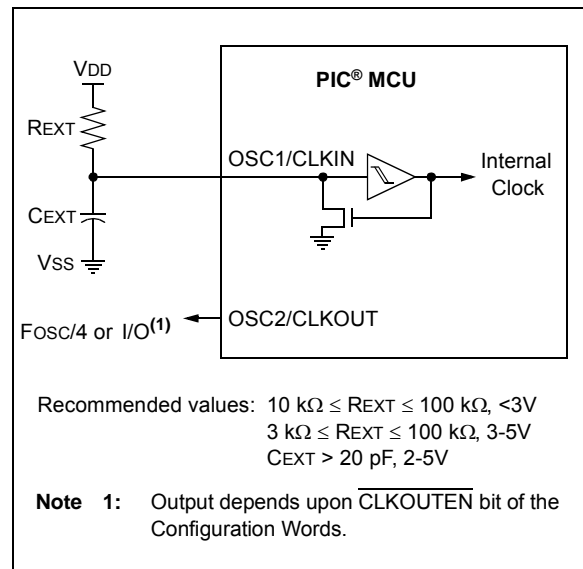 VDD
PIC® MCU
REXT
OSC1/CLKIN
Internal
Clock
CEXT
VSS
FOSC/4 or I/O(1)
OSC2/CLKOUT
Recommended values: 10 kΩ ≤ REXT ≤ 100 kΩ, <3V
3 kΩ ≤ REXT ≤ 100 kΩ, 3-5V
CEXT > 20 pF, 2-5V
Note 1: Output depends upon CLKOUTEN bit of the
Configuration Words.